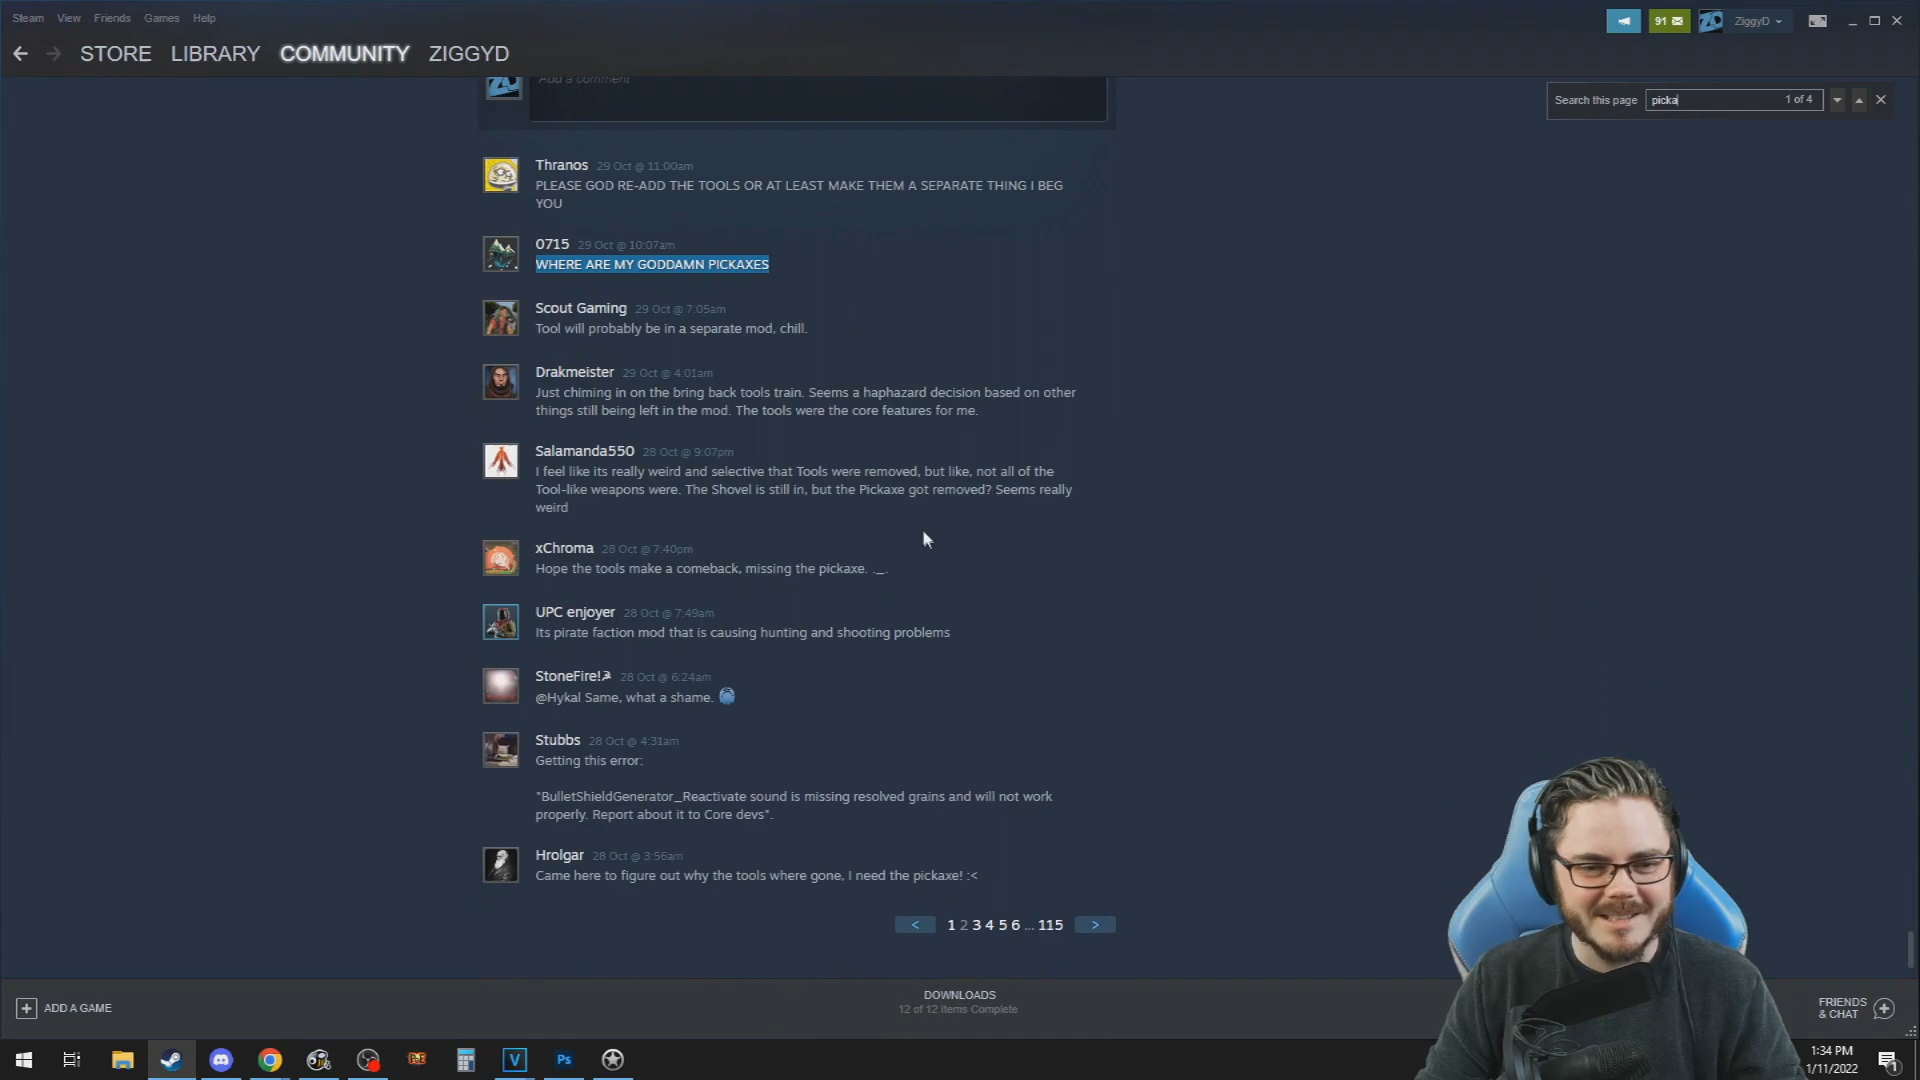 Steam View Friends Games Help
91
ZiggyD
STORE LIBRARY COMMUNITY ZIGGYD
Add a comment
Search this page picka 1 of 4
Thranos 29 Oct @ 11:00am
PLEASE GOD RE-ADD THE TOOLS OR AT LEAST MAKE THEM A SEPARATE THING I BEG
YOU
0715 29 Oct @ 10:07am
WHERE ARE MY GODDAMN PICKAXES
Scout Gaming 29 Oct @ 7:05am
Tool will probably be in a separate mod, chill.
Drakmeister 29 Oct @ 4:01am
Just chiming in on the bring back tools train. Seems a haphazard decision based on other
things still being left in the mod. The tools were the core features for me.
Salamanda550 28 Oct @ 9:07pm
I feel like its really weird and selective that Tools were removed, but like, not all of the
Tool-like weapons were. The Shovel is still in, but the Pickaxe got removed? Seems really
weird
xChroma 28 Oct @ 7:40pm
Hope the tools make a comeback, missing the pickaxe. ._.
UPC enjoyer 28 Oct @ 7:49am
Its pirate faction mod that is causing hunting and shooting problems
StoneFire!☭ 28 Oct @ 6:24am
@Hykal Same, what a shame.
Stubbs 28 Oct @ 4:31am
Getting this error:
"BulletShieldGenerator_Reactivate sound is missing resolved grains and will not work
properly. Report about it to Core devs".
Hrolgar 28 Oct @ 3:56am
Came here to figure out why the tools where gone, I need the pickaxe! :<
< 1 2 3 4 5 6 ... 115 >
+ ADD A GAME
DOWNLOADS
12 of 12 Items Complete
FRIENDS
& CHAT
V
Ps
1:34 PM
1/11/2022
1